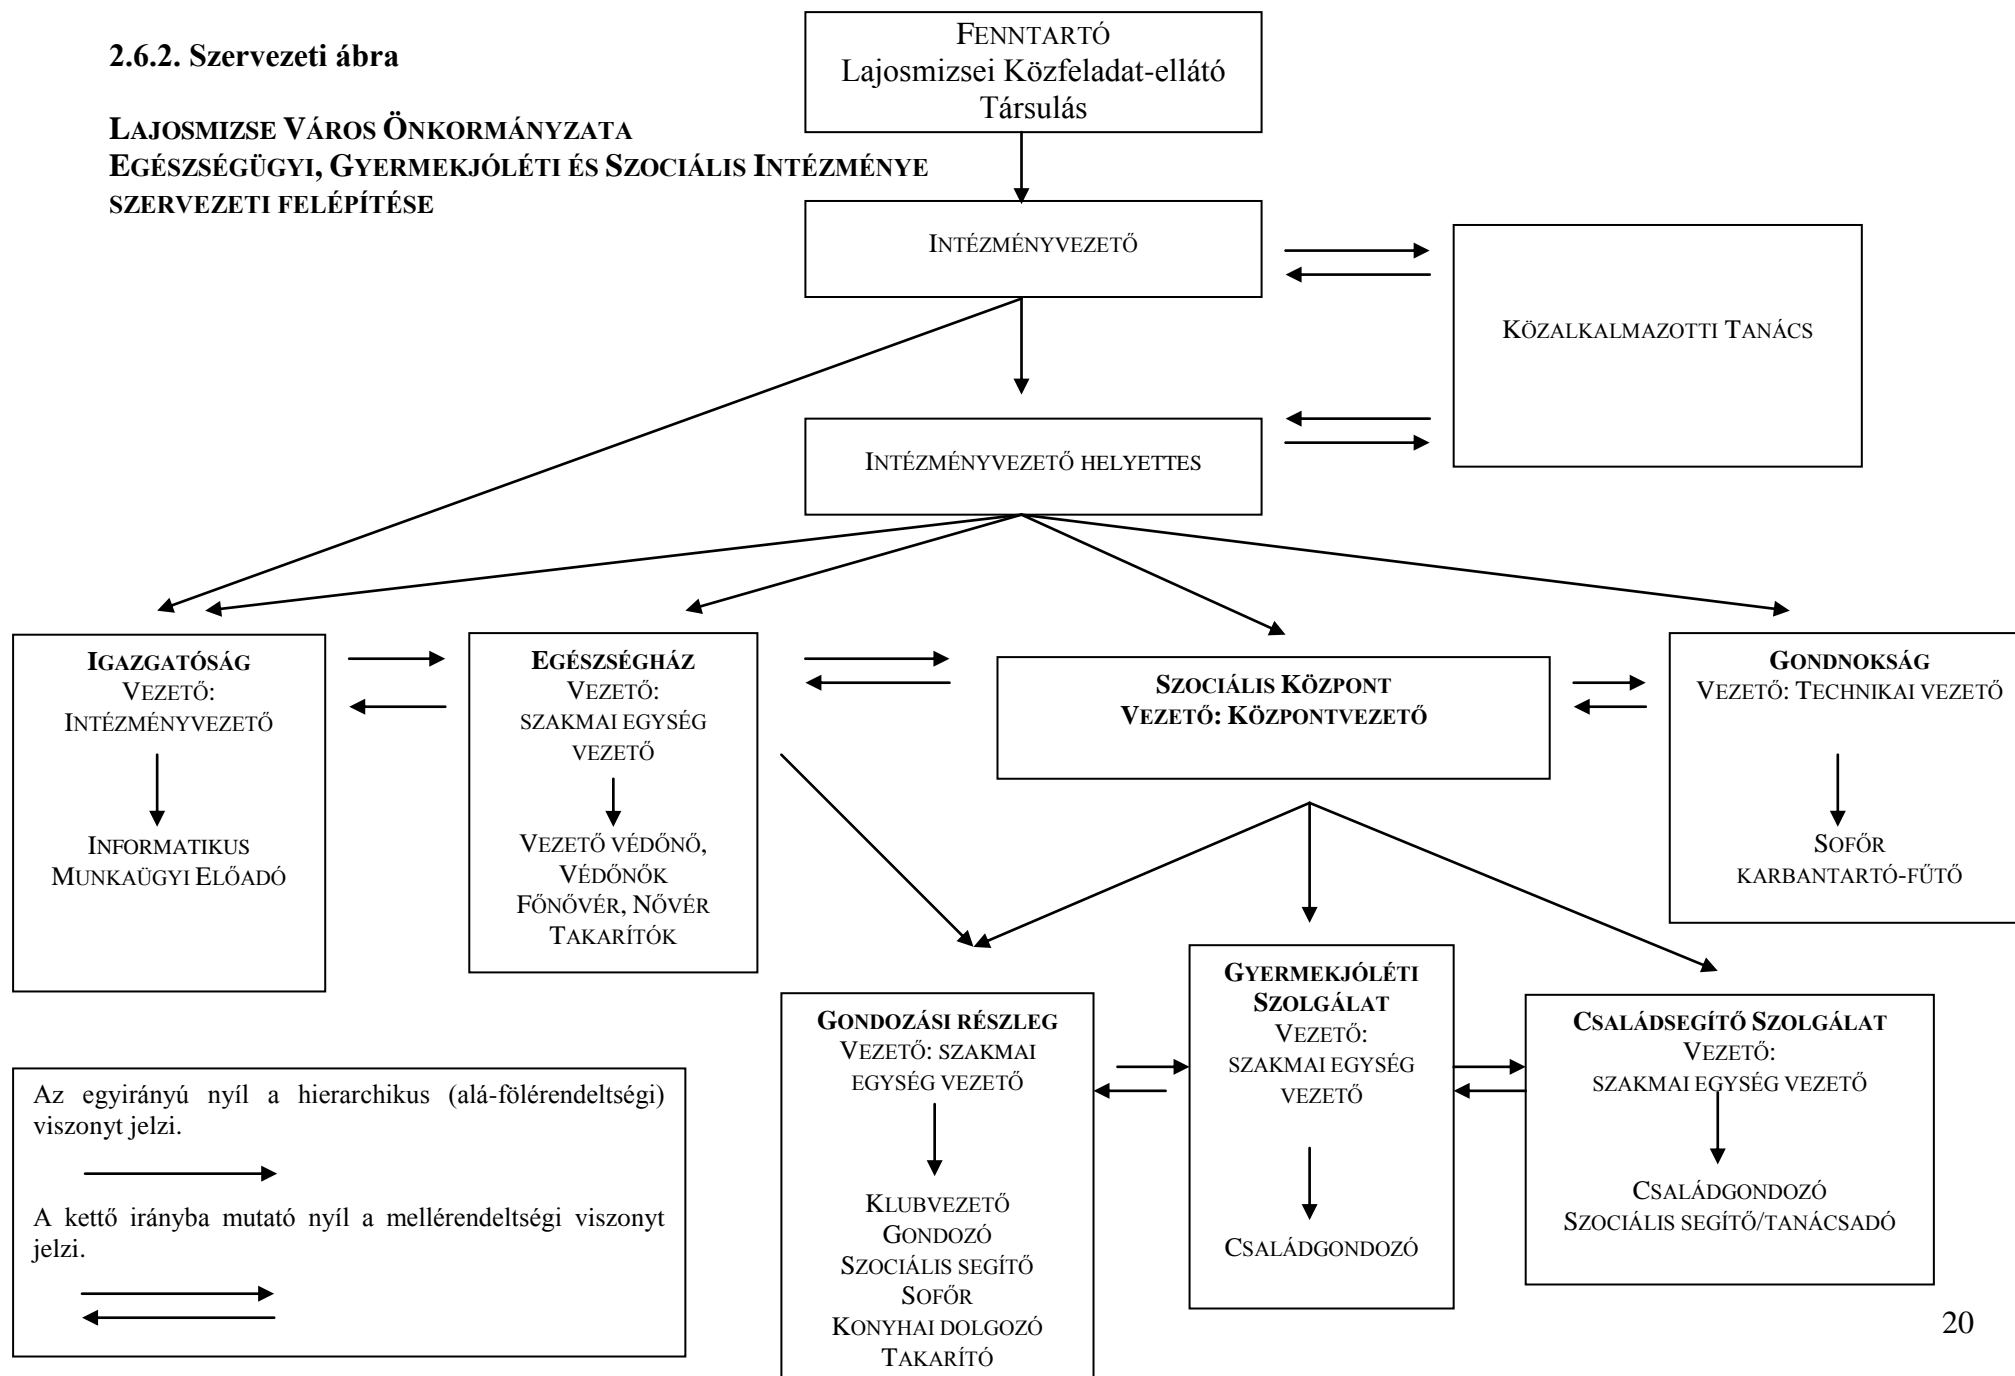 2.6.2. Szervezeti ábra
LAJOSMIZSE VÁROS ÖNKORMÁNYZATA
EGÉSZSÉGÜGYI, GYERMEKJÓLÉTI ÉS SZOCIÁLIS INTÉZMÉNYE
SZERVEZETI FELÉPÍTÉSE
FENNTARTÓ
Lajosmizsei Közfeladat-ellátó
Társulás
INTÉZMÉNYVEZETŐ
KÖZALKALMAZOTTI TANÁCS
INTÉZMÉNYVEZETŐ HELYETTES
IGAZGATÓSÁG
VEZETŐ:
INTÉZMÉNYVEZETŐ
INFORMATIKUS
MUNKAÜGYI ELŐADÓ
EGÉSZSÉGHÁZ
VEZETŐ:
SZAKMAI EGYSÉG
VEZETŐ
VEZETŐ VÉDŐNŐ,
VÉDŐNŐK
FŐNŐVÉR, NŐVÉR
TAKARÍTÓK
SZOCIÁLIS KÖZPONT
VEZETŐ: KÖZPONTVEZETŐ
GONDNOKSÁG
VEZETŐ: TECHNIKAI VEZETŐ
SOFŐR
KARBANTARTÓ-FŰTŐ
GONDOZÁSI RÉSZLEG
VEZETŐ: SZAKMAI
EGYSÉG VEZETŐ
KLUBVEZETŐ
GONDOZÓ
SZOCIÁLIS SEGÍTŐ
SOFŐR
KONYHAI DOLGOZÓ
TAKARÍTÓ
GYERMEKJÓLÉTI
SZOLGÁLAT
VEZETŐ:
SZAKMAI EGYSÉG
VEZETŐ
CSALÁDGONDOZÓ
CSALÁDSEGÍTŐ SZOLGÁLAT
VEZETŐ:
SZAKMAI EGYSÉG VEZETŐ
CSALÁDGONDOZÓ
SZOCIÁLIS SEGÍTŐ/TANÁCSADÓ
Az egyirányú nyíl a hierarchikus (alá-fölérendeltségi)
viszonyt jelzi.
A kettő irányba mutató nyíl a mellérendeltségi viszonyt
jelzi.
20